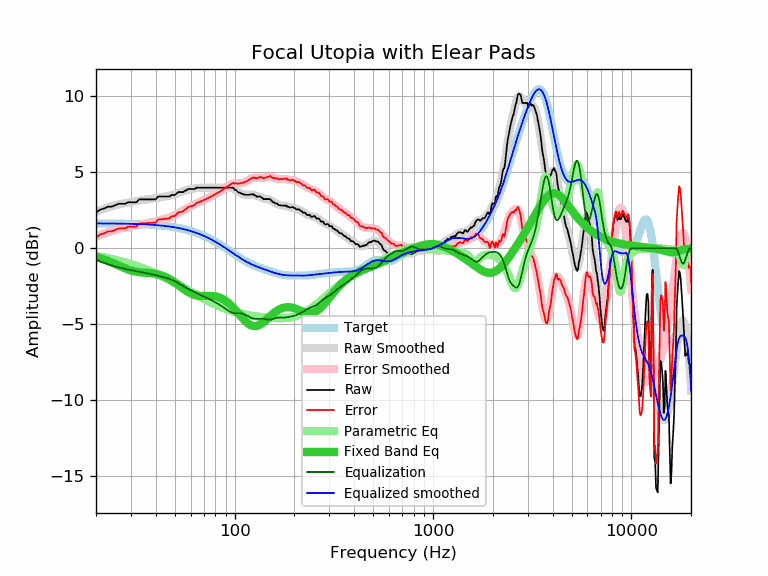 Focal Utopia with Elear Pads
Amplitude (dBr)
10
5
0
−5
−10
−15
Target
Raw Smoothed
Error Smoothed
Raw
Error
Parametric Eq
Fixed Band Eq
Equalization
Equalized smoothed
100
1000
10000
Frequency (Hz)